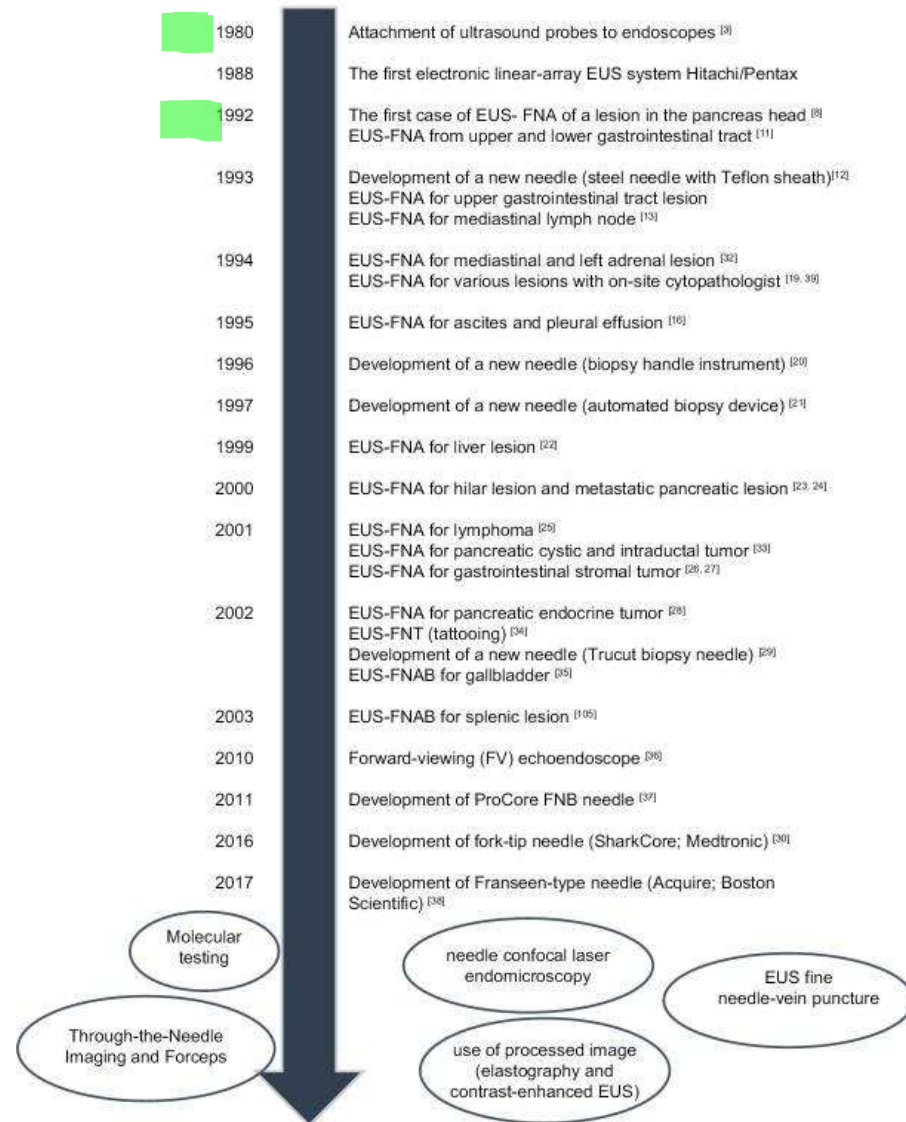 1980 Attachment of ultrasound probes to endoscopes [3]
1988 The first electronic linear-array EUS system Hitachi/Pentax
1992 The first case of EUS- FNA of a lesion in the pancreas head [8]
EUS-FNA from upper and lower gastrointestinal tract [11]
1993 Development of a new needle (steel needle with Teflon sheath)[12]
EUS-FNA for upper gastrointestinal tract lesion
EUS-FNA for mediastinal lymph node [13]
1994 EUS-FNA for mediastinal and left adrenal lesion [32]
EUS-FNA for various lesions with on-site cytopathologist [19, 39]
1995 EUS-FNA for ascites and pleural effusion [16]
1996 Development of a new needle (biopsy handle instrument) [20]
1997 Development of a new needle (automated biopsy device) [21]
1999 EUS-FNA for liver lesion [22]
2000 EUS-FNA for hilar lesion and metastatic pancreatic lesion [23, 24]
2001 EUS-FNA for lymphoma [25]
EUS-FNA for pancreatic cystic and intraductal tumor [33]
EUS-FNA for gastrointestinal stromal tumor [26, 27]
2002 EUS-FNA for pancreatic endocrine tumor [28]
EUS-FNT (tattooing) [34]
Development of a new needle (Trucut biopsy needle) [29]
EUS-FNAB for gallbladder [35]
2003 EUS-FNAB for splenic lesion [105]
2010 Forward-viewing (FV) echoendoscope [36]
2011 Development of ProCore FNB needle [37]
2016 Development of fork-tip needle (SharkCore; Medtronic) [30]
2017 Development of Franseen-type needle (Acquire; Boston
Scientific) [38]
Molecular
testing
needle confocal laser
endomicroscopy
EUS fine
needle-vein puncture
Through-the-Needle
Imaging and Forceps
use of processed image
(elastography and
contrast-enhanced EUS)